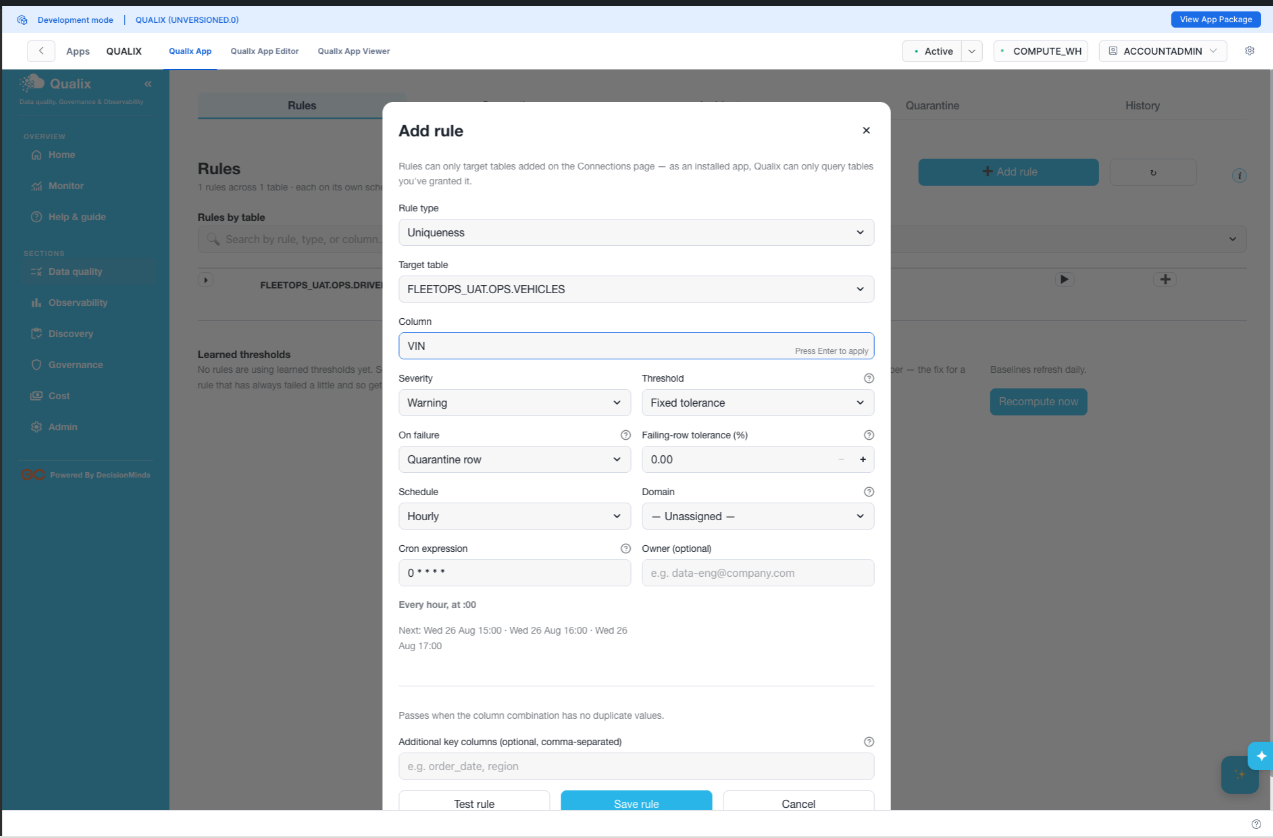 Development mode | QUALIX (UNVERSIONED.0)
View App Package
Apps QUALIX Qualix App Qualix App Editor Qualix App Viewer
Active COMPUTE_WH ACCOUNTADMIN
Qualix «
Data quality, Governance & Observability
OVERVIEW
Home
Monitor
Help & guide
SECTIONS
Data quality
Observability
Discovery
Governance
Cost
Admin
Powered By DecisionMinds
Rules
Quarantine
History
Rules
1 rules across 1 table · each on its own sche
+ Add rule
Rules by table
Search by rule, type, or column
FLEETOPS_UAT.OPS.DRIVE
Learned thresholds
No rules are using learned thresholds yet. S
rule that has always failed a little and so get
per — the fix for a
Baselines refresh daily.
Recompute now
Add rule
×
Rules can only target tables added on the Connections page — as an installed app, Qualix can only query tables
you've granted it.
Rule type
Uniqueness
Target table
FLEETOPS_UAT.OPS.VEHICLES
Column
VIN
Press Enter to apply
Severity Threshold
Warning Fixed tolerance
On failure Failing-row tolerance (%)
Quarantine row 0.00 − +
Schedule Domain
Hourly — Unassigned —
Cron expression Owner (optional)
0 * * * * e.g. data-eng@company.com
Every hour, at :00
Next: Wed 26 Aug 15:00 · Wed 26 Aug 16:00 · Wed 26
Aug 17:00
Passes when the column combination has no duplicate values.
Additional key columns (optional, comma-separated)
e.g. order_date, region
Test rule Save rule Cancel